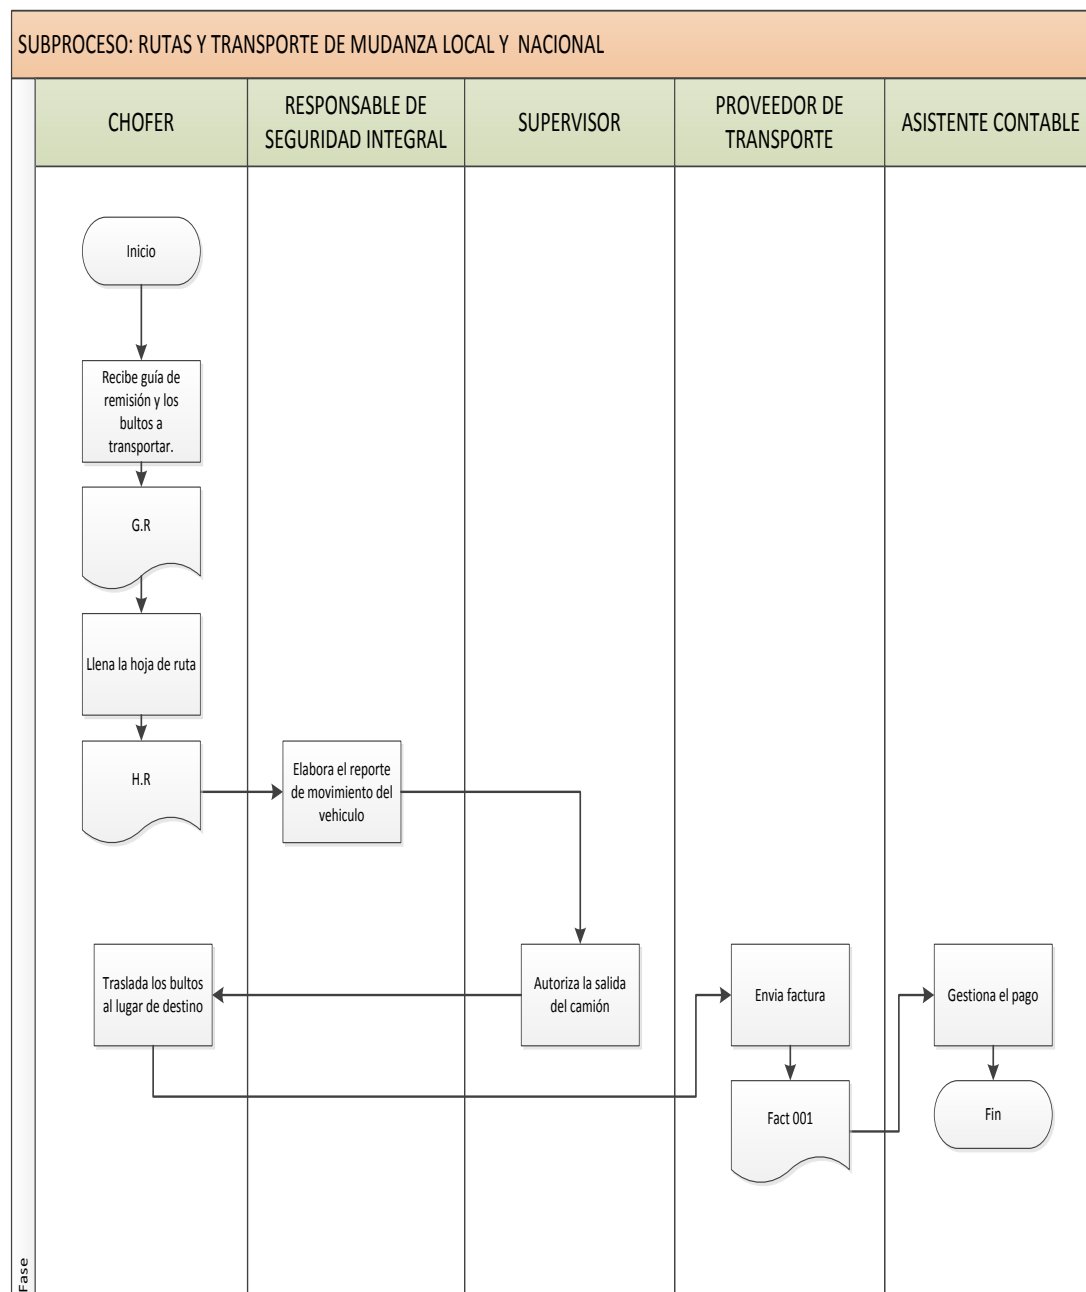 SUBPROCESO: RUTAS Y TRANSPORTE DE MUDANZA LOCAL Y NACIONAL
CHOFER
RESPONSABLE DE
SEGURIDAD INTEGRAL
SUPERVISOR
PROVEEDOR DE
TRANSPORTE
ASISTENTE CONTABLE
Inicio
Recibe guía de
remisión y los
bultos a
transportar.
G.R
Llena la hoja de ruta
H.R
Elabora el reporte
de movimiento del
vehiculo
Traslada los bultos
al lugar de destino
Autoriza la salida
del camión
Envia factura
Gestiona el pago
Fact 001
Fin
Fase